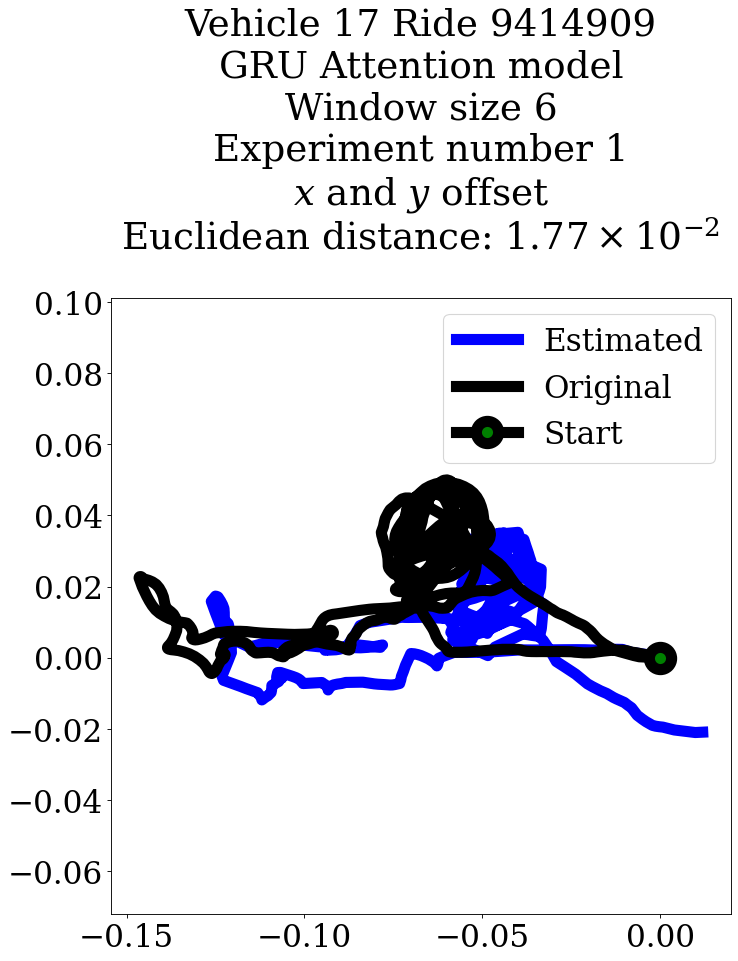 Vehicle 17 Ride 9414909
GRU Attention model
Window size 6
Experiment number 1
x and y offset
Euclidean distance: 1.77 × 10⁻²
0.10
Estimated
0.08
Original
0.06
Start
0.04
0.02
0.00
−0.02
−0.04
−0.06
−0.15 −0.10 −0.05 0.00